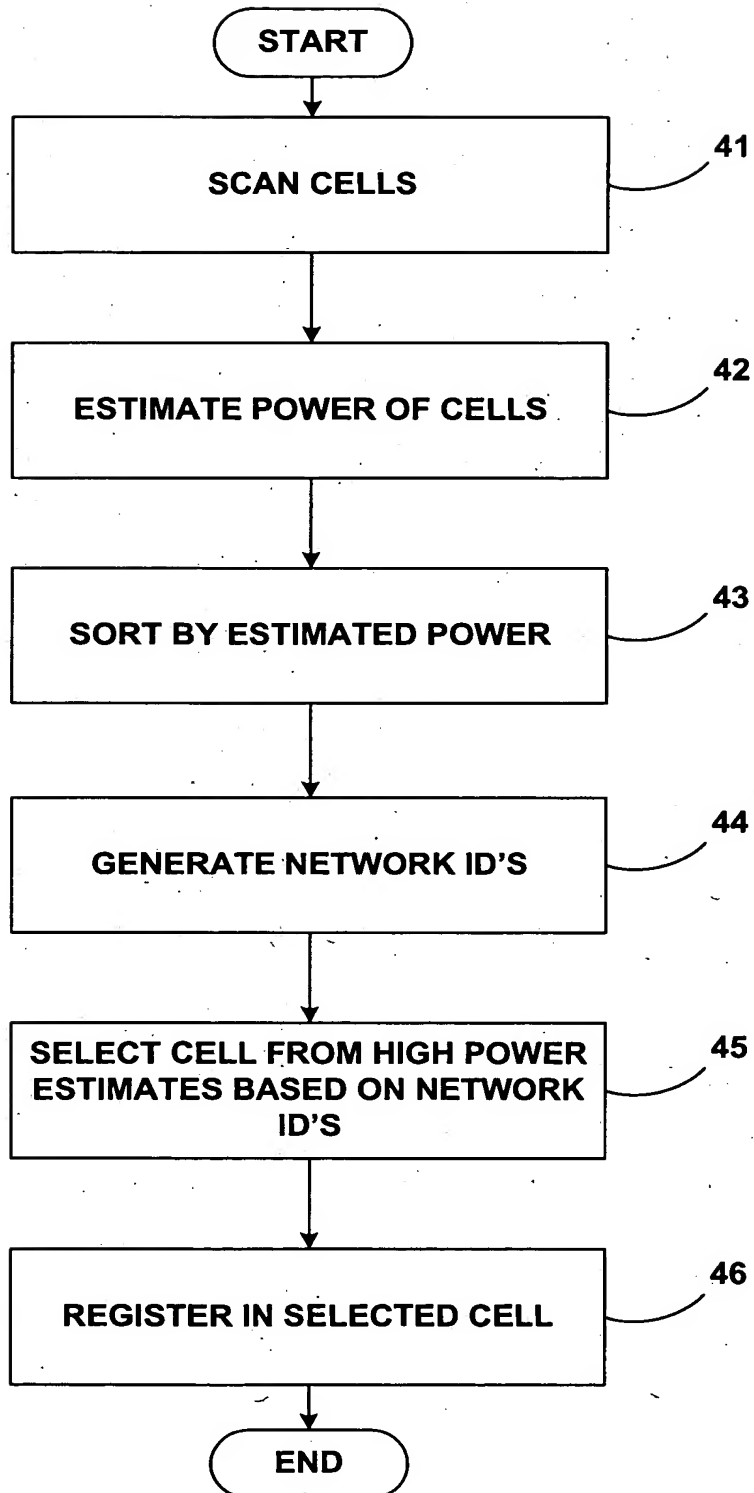 START
SCAN CELLS
41
ESTIMATE POWER OF CELLS
42
SORT BY ESTIMATED POWER
43
GENERATE NETWORK ID'S
44
SELECT CELL FROM HIGH POWER
ESTIMATES BASED ON NETWORK
ID'S
45
REGISTER IN SELECTED CELL
46
END